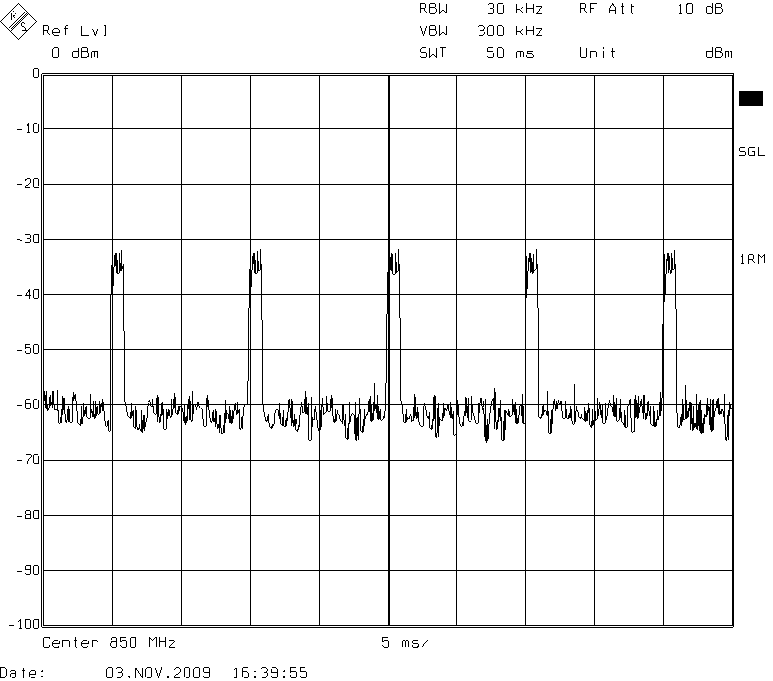 RBW 30 kHz RF Att 10 dB
Ref Lvl VBW 300 kHz
0 dBm SWT 50 ms Unit dBm
0
-10
-20
-30
-40
-50
-60
-70
-80
-90
-100
SGL
1RM
Center 850 MHz 5 ms/
Date: 03.NOV.2009 16:39:55